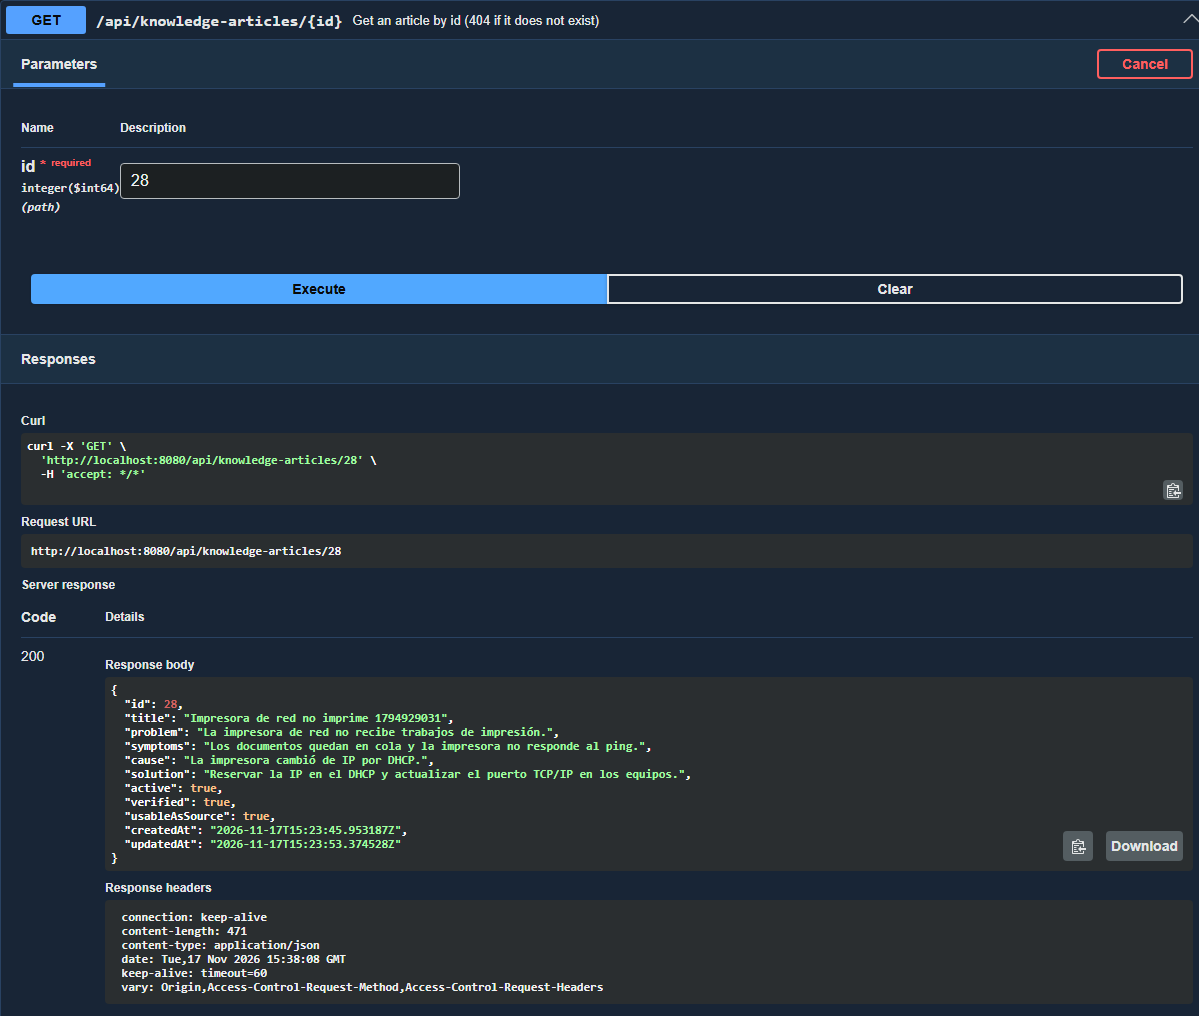 GET /api/knowledge-articles/{id} Get an article by id (404 if it does not exist)
Parameters Cancel
Name Description
id * required
integer($int64)
(path)
28
Execute Clear
Responses
Curl
curl -X 'GET' \
'http://localhost:8080/api/knowledge-articles/28' \
-H 'accept: */*'
Request URL
http://localhost:8080/api/knowledge-articles/28
Server response
Code Details
200
Response body
{
"id": 28,
"title": "Impresora de red no imprime 1794929031",
"problem": "La impresora de red no recibe trabajos de impresión.",
"symptoms": "Los documentos quedan en cola y la impresora no responde al ping.",
"cause": "La impresora cambió de IP por DHCP.",
"solution": "Reservar la IP en el DHCP y actualizar el puerto TCP/IP en los equipos.",
"active": true,
"verified": true,
"usableAsSource": true,
"createdAt": "2026-11-17T15:23:45.953187Z",
"updatedAt": "2026-11-17T15:23:53.374528Z"
}
Download
Response headers
connection: keep-alive
content-length: 471
content-type: application/json
date: Tue,17 Nov 2026 15:38:08 GMT
keep-alive: timeout=60
vary: Origin,Access-Control-Request-Method,Access-Control-Request-Headers